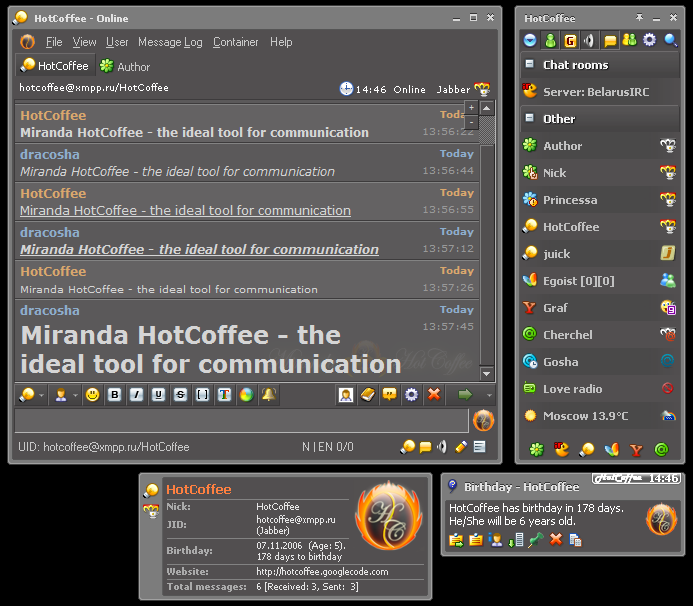 HotCoffee - Online
File View User Message Log Container Help
HotCoffee Author
hotcoffee@xmpp.ru/HotCoffee
14:46 Online Jabber
HotCoffee Today
Miranda HotCoffee - the ideal tool for communication 13:56:22
dracosha Today
Miranda HotCoffee - the ideal tool for communication 13:56:44
HotCoffee Today
Miranda HotCoffee - the ideal tool for communication 13:56:55
dracosha Today
Miranda HotCoffee - the ideal tool for communication 13:57:12
HotCoffee Today
Miranda HotCoffee - the ideal tool for communication 13:57:26
dracosha Today
Miranda HotCoffee - the 13:57:45
ideal tool for communication
UID: hotcoffee@xmpp.ru/HotCoffee N|EN 0/0
HotCoffee
Chat rooms
Server: BelarusIRC
Other
Author
Nick
Princessa
HotCoffee
juick
Egoist [0][0]
Graf
Cherchel
Gosha
Love radio
Moscow 13.9°C
HotCoffee
Nick: HotCoffee
JID: hotcoffee@xmpp.ru
(Jabber)
Birthday: 07.11.2006 (Age: 5).
178 days to birthday
Website: http://hotcoffee.googlecode.com
Total messages: 6 [Received: 3, Sent: 3]
HotCoffee 14:46
Birthday - HotCoffee
HotCoffee has birthday in 178 days.
He/She will be 6 years old.